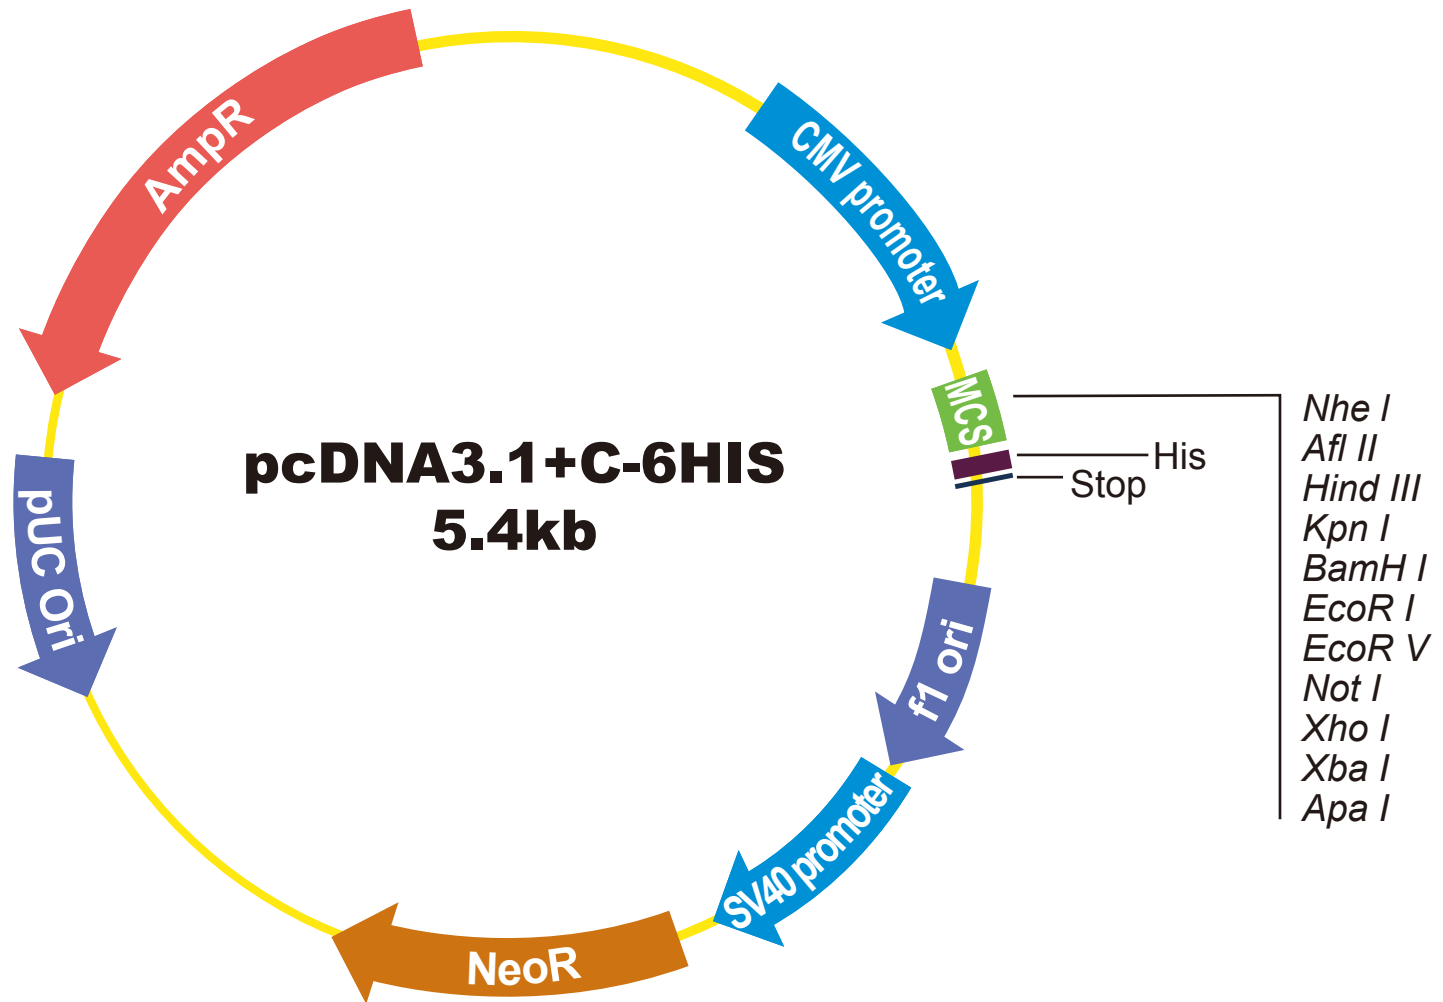 AmpR
CMV promoter
MCS
His
Stop
pcDNA3.1+C-6HIS
5.4kb
Nhe I
Afl II
Hind III
Kpn I
BamH I
EcoR I
EcoR V
Not I
Xho I
Xba I
Apa I
pUC Ori
f1 ori
SV40 promoter
NeoR